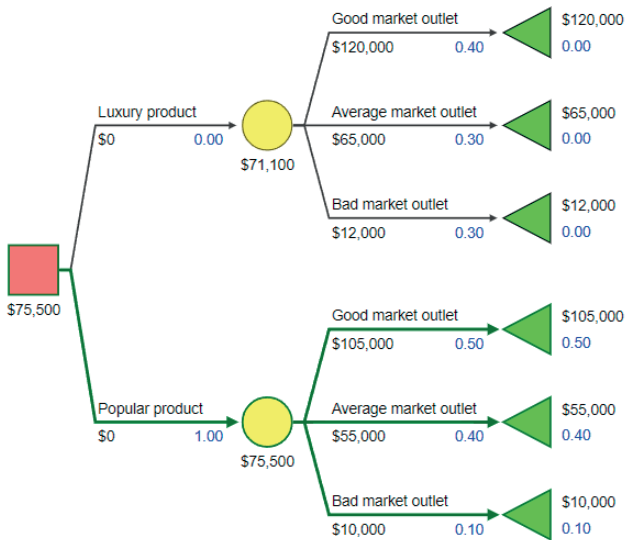 Good market outlet
$120,000 0.40
$120,000
0.00
Luxury product
$0 0.00
$71,100
Average market outlet
$65,000 0.30
$65,000
0.00
Bad market outlet
$12,000 0.30
$12,000
0.00
$75,500
Popular product
$0 1.00
$75,500
Good market outlet
$105,000 0.50
$105,000
0.50
Average market outlet
$55,000 0.40
$55,000
0.40
Bad market outlet
$10,000 0.10
$10,000
0.10